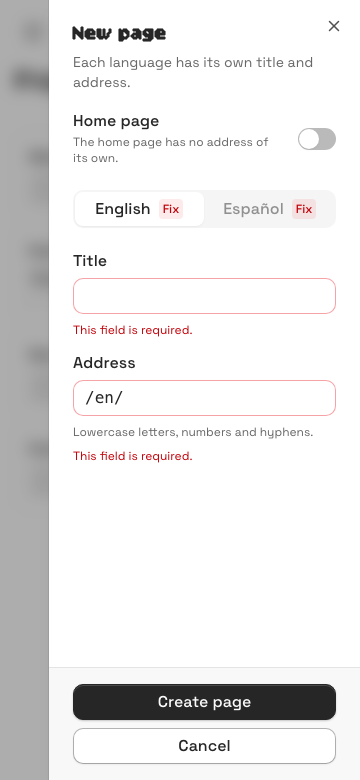 New page
Each language has its own title and
address.
Home page
The home page has no address of
its own.
English Fix Español Fix
Title
This field is required.
Address
/en/
Lowercase letters, numbers and hyphens.
This field is required.
Create page
Cancel